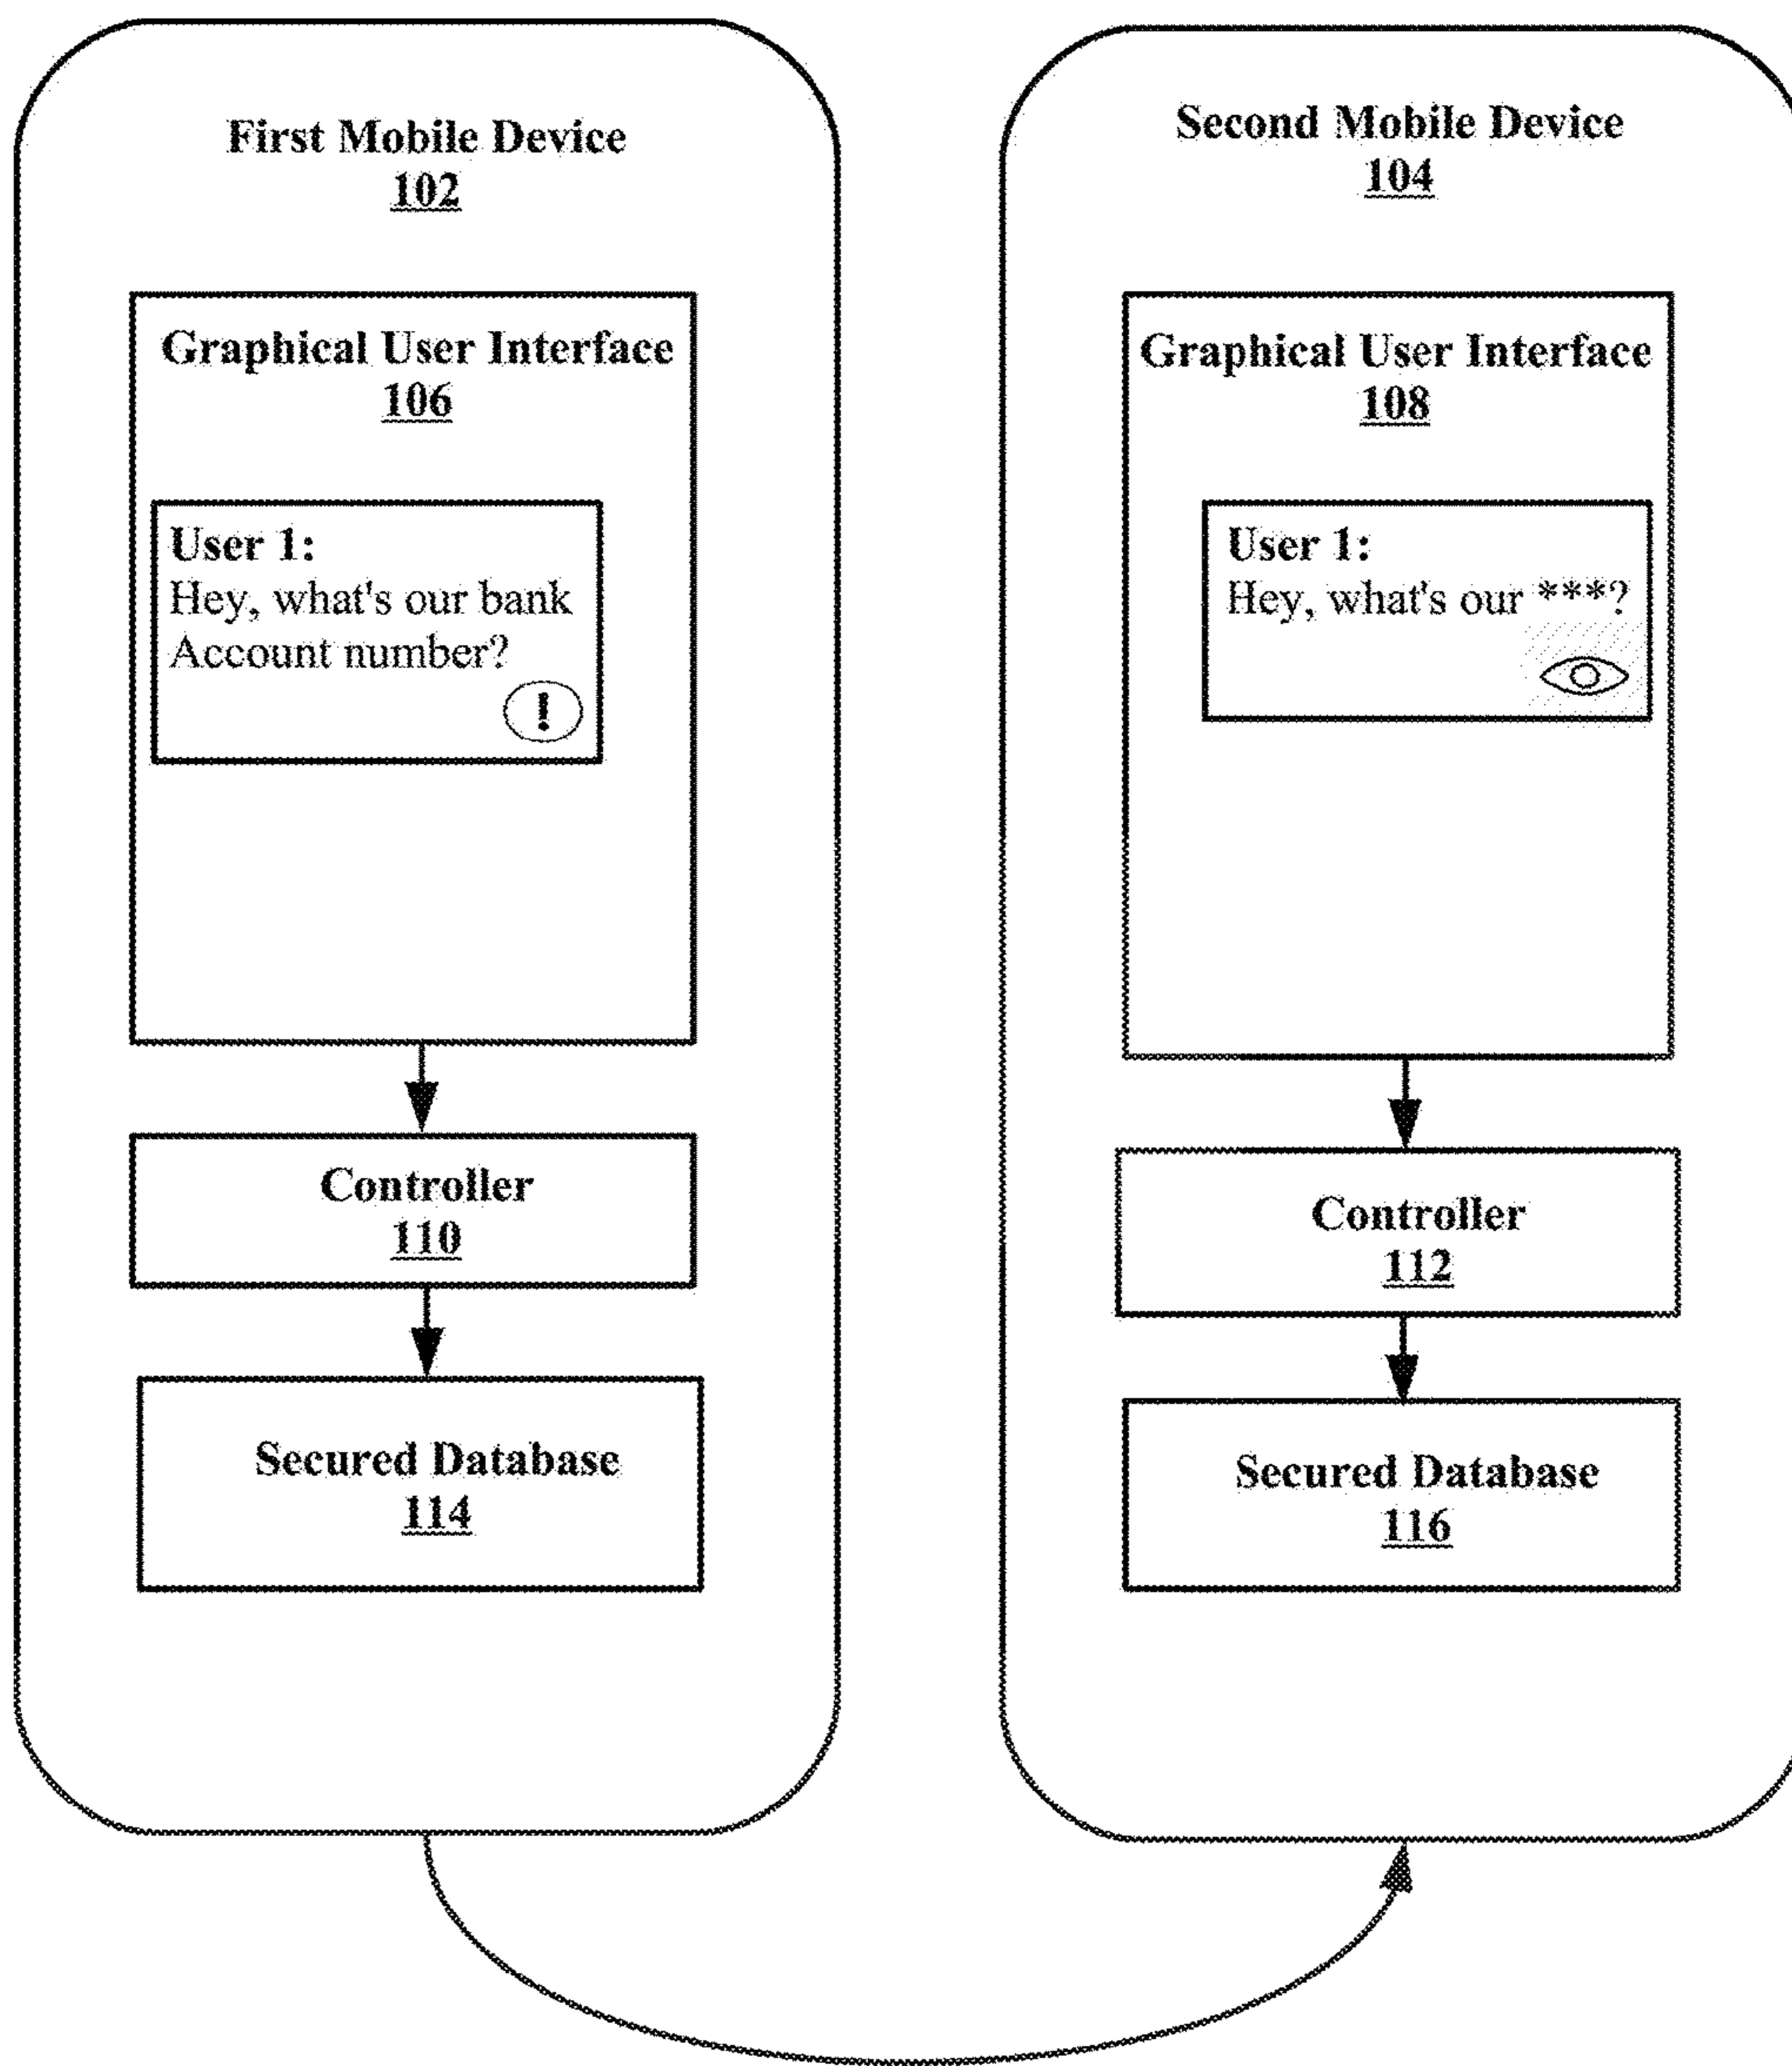 First Mobile Device
102
Graphical User Interface
106
User 1:
Hey, what's our bank
Account number?
!
Controller
110
Secured Database
114
Second Mobile Device
104
Graphical User Interface
108
User 1:
Hey, what's our ***?
Controller
112
Secured Database
116